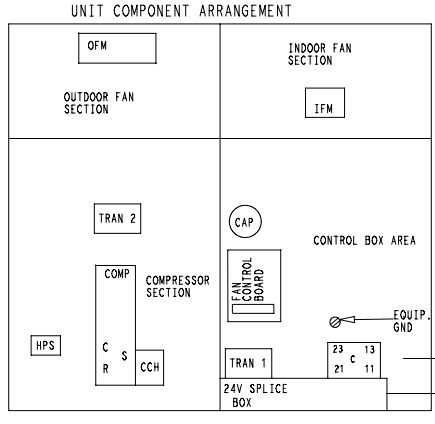 UNIT COMPONENT ARRANGEMENT
OFM
OUTDOOR FAN
SECTION
INDOOR FAN
SECTION
IFM
TRAN 2
COMP
COMPRESSOR
SECTION
C
S
R
CCH
HPS
CAP
CONTROL BOX AREA
FAN
CONTROL
BOARD
EQUIP.
GND
TRAN 1
23 13
C
21 11
24V SPLICE
BOX